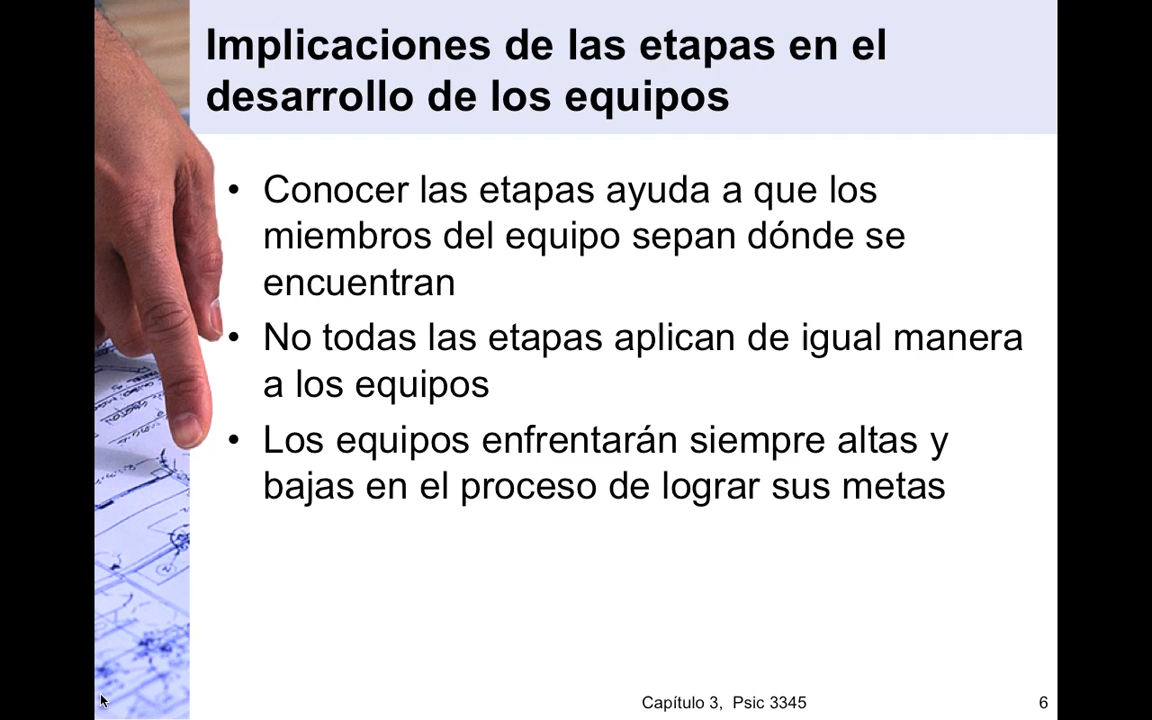 Implicaciones de las etapas en el
desarrollo de los equipos
• Conocer las etapas ayuda a que los
miembros del equipo sepan dónde se
encuentran
• No todas las etapas aplican de igual manera
a los equipos
• Los equipos enfrentarán siempre altas y
bajas en el proceso de lograr sus metas
Capítulo 3, Psic 3345
6